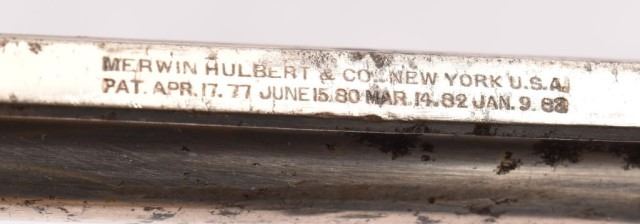 MERWIN HULBERT & CO. NEW YORK U.S.A.
PAT. APR. 17. 77 JUNE 15. 80 MAR. 14. 82 JAN. 9. 83